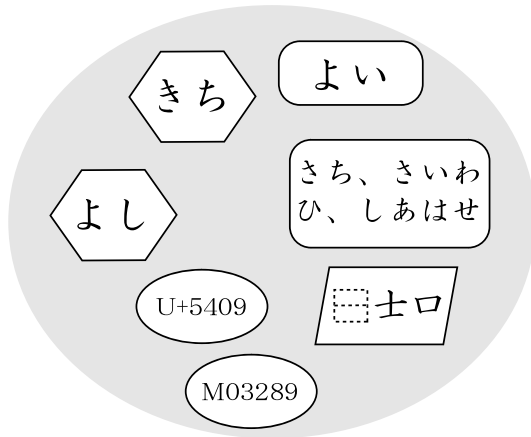 きち
よい
さち、さいわ
ひ、しあはせ
よし
U+5409
⿱士口
M03289